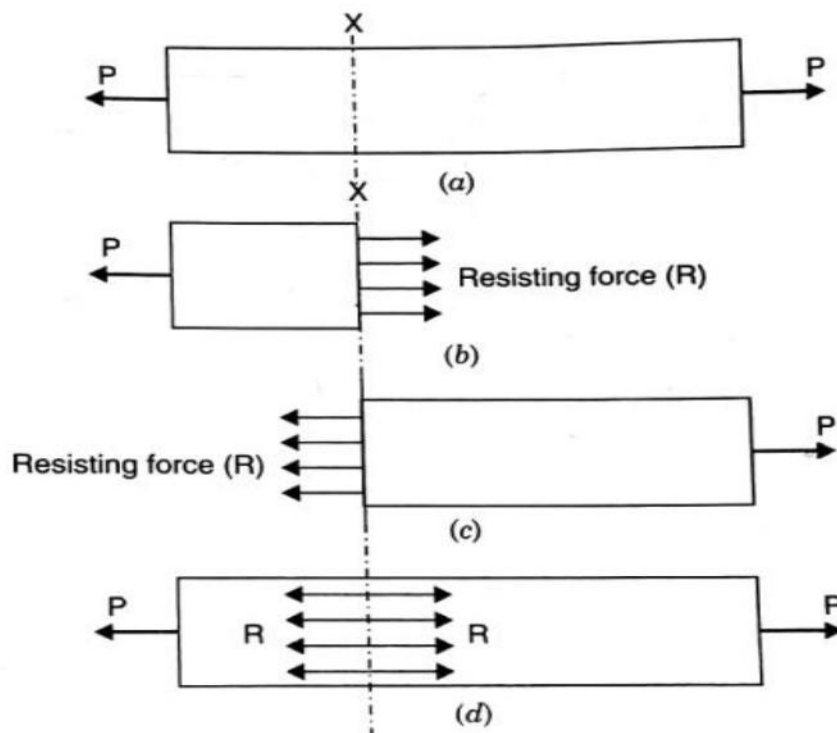 X
P P
(a)
X
P
Resisting force (R)
(b)
P
Resisting force (R)
(c)
P P
R R
(d)